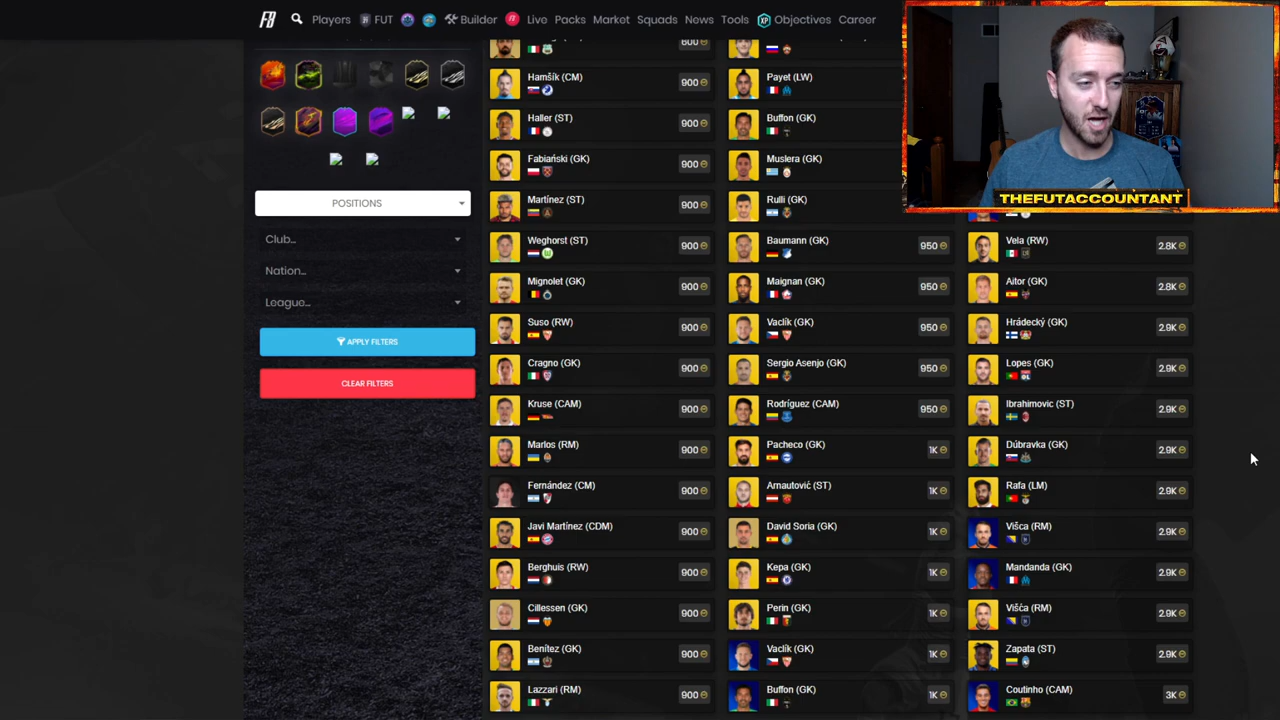 FB Players FUT Builder Live Packs Market Squads News Tools XP Objectives Career
THEFUTACCOUNTANT
POSITIONS
Club...
Nation...
League...
APPLY FILTERS
CLEAR FILTERS
600
Hamšík (CM) 900
Haller (ST) 900
Fabiański (GK) 900
Martínez (ST) 900
Weghorst (ST) 900
Mignolet (GK) 900
Suso (RW) 900
Cragno (GK) 900
Kruse (CAM) 900
Marlos (RM) 900
Fernández (CM) 900
Javi Martínez (CDM) 900
Berghuis (RW) 900
Cillessen (GK) 900
Benítez (GK) 900
Lazzari (RM) 900
Payet (LW)
Buffon (GK)
Muslera (GK)
Rulli (GK)
Baumann (GK) 950
Maignan (GK) 950
Vaclík (GK) 950
Sergio Asenjo (GK) 950
Rodríguez (CAM) 950
Pacheco (GK) 1K
Arnautović (ST) 1K
David Soria (GK) 1K
Kepa (GK) 1K
Perin (GK) 1K
Vaclík (GK) 1K
Buffon (GK) 1K
Vela (RW) 2.8K
Aitor (GK) 2.8K
Hrádecký (GK) 2.9K
Lopes (GK) 2.9K
Ibrahimovic (ST) 2.9K
Dúbravka (GK) 2.9K
Rafa (LM) 2.9K
Višca (RM) 2.9K
Mandanda (GK) 2.9K
Višća (RM) 2.9K
Zapata (ST) 2.9K
Coutinho (CAM) 3K